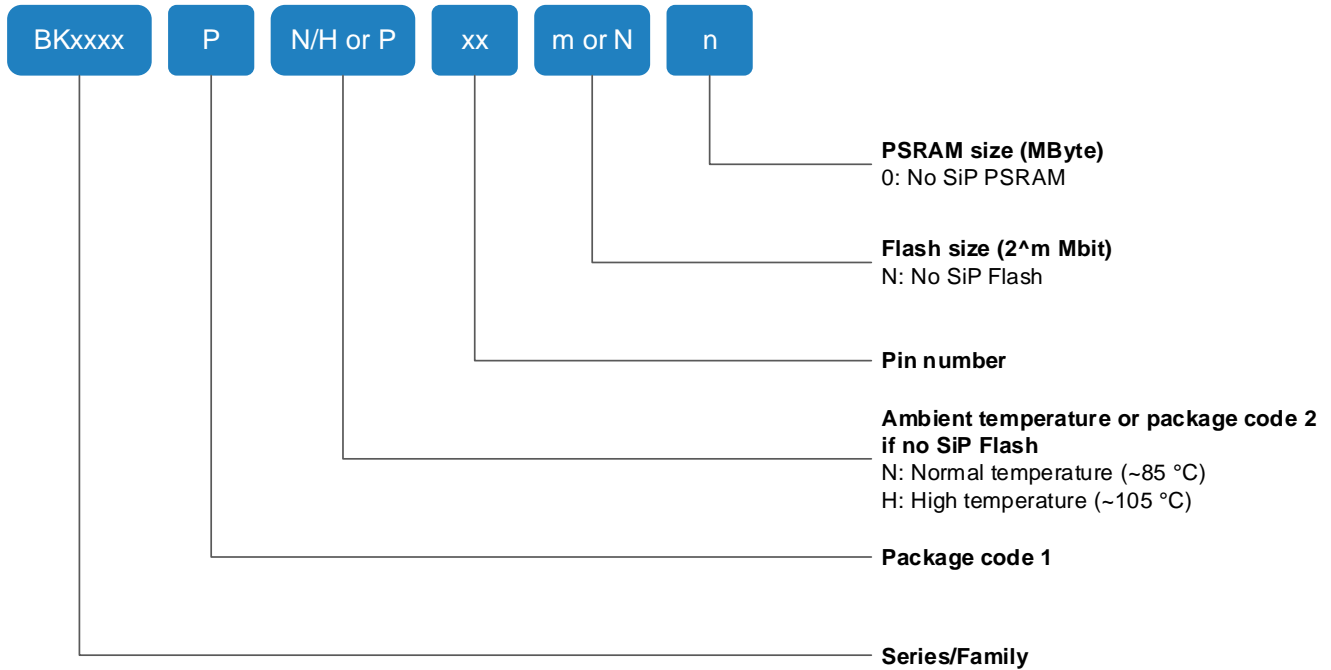 BKxxxx
P
N/H or P
xx
m or N
n
PSRAM size (MByte)
0: No SiP PSRAM
Flash size (2^m Mbit)
N: No SiP Flash
Pin number
Ambient temperature or package code 2
if no SiP Flash
N: Normal temperature (~85 °C)
H: High temperature (~105 °C)
Package code 1
Series/Family